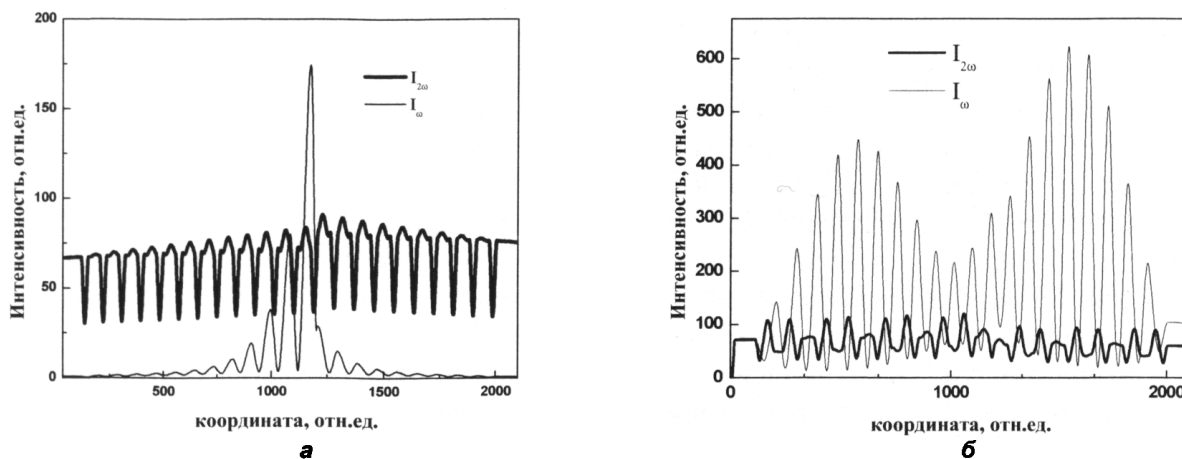 200
150
100
50
0
Интенсивность, отн.ед.
I2ω
Iω
500
1000
1500
2000
координата, отн.ед.
а
600
500
400
300
200
100
0
Интенсивность, отн.ед.
I2ω
Iω
0
1000
2000
координата, отн.ед.
б